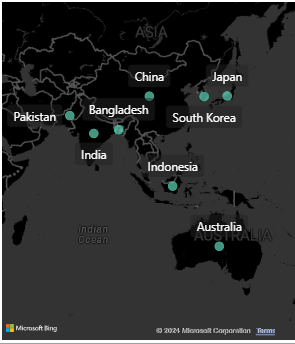 ASIA
China
Japan
Pakistan
Bangladesh
South Korea
India
Indonesia
Australia
AUSTRALIA
Indian
Ocean
Microsoft Bing
© 2024 Microsoft Corporation Terms